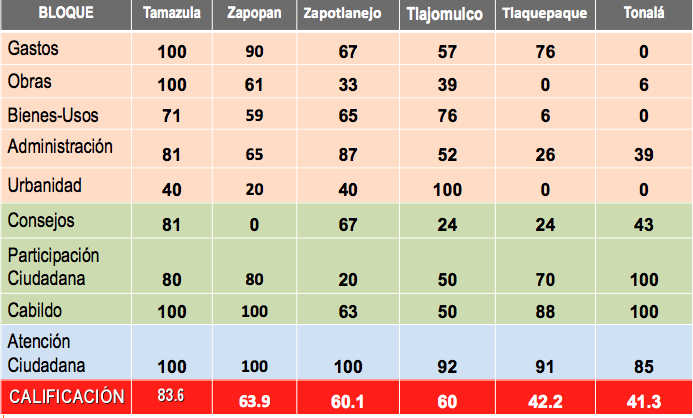 BLOQUE Tamazula Zapopan Zapotlanejo Tlajomulco Tlaquepaque Tonalá
Gastos 100 90 67 57 76 0
Obras 100 61 33 39 0 6
Bienes-Usos 71 59 65 76 6 0
Administración 81 65 87 52 26 39
Urbanidad 40 20 40 100 0 0
Consejos 81 0 67 24 24 43
Participación
Ciudadana 80 80 20 50 70 100
Cabildo 100 100 63 50 88 100
Atención
Ciudadana 100 100 100 92 91 85
CALIFICACIÓN 83.6 63.9 60.1 60 42.2 41.3